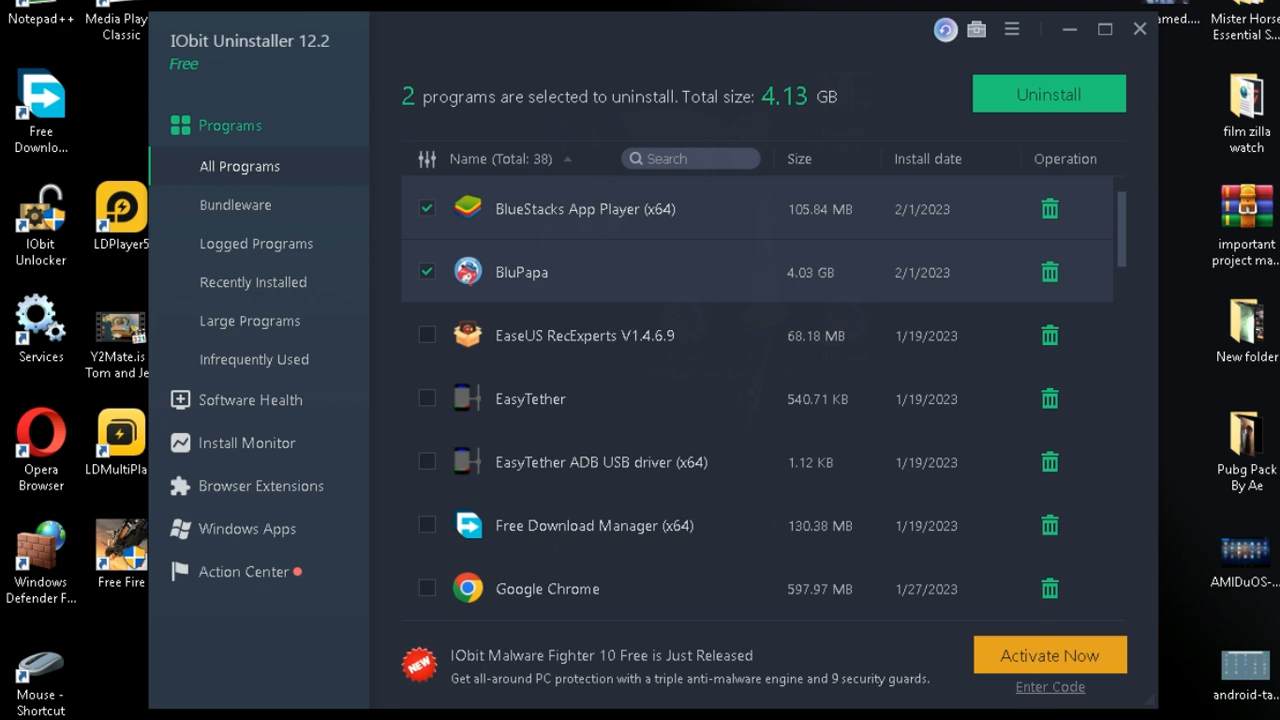 Notepad++
Media Play
Classic
Free
Downlo...
IObit
Unlocker
LDPlayer5
Services
Y2Mate.is
Tom and Je
Opera
Browser
LDMultiPla
Windows
Defender F...
Free Fire
Mouse -
Shortcut
IObit Uninstaller 12.2
Free
Programs
All Programs
Bundleware
Logged Programs
Recently Installed
Large Programs
Infrequently Used
Software Health
Install Monitor
Browser Extensions
Windows Apps
Action Center
2 programs are selected to uninstall. Total size: 4.13 GB
Uninstall
Name (Total: 38) Search Size Install date Operation
BlueStacks App Player (x64) 105.84 MB 2/1/2023
BluPapa 4.03 GB 2/1/2023
EaseUS RecExperts V1.4.6.9 68.18 MB 1/19/2023
EasyTether 540.71 KB 1/19/2023
EasyTether ADB USB driver (x64) 1.12 KB 1/19/2023
Free Download Manager (x64) 130.38 MB 1/19/2023
Google Chrome 597.97 MB 1/27/2023
NEW
IObit Malware Fighter 10 Free is Just Released
Get all-around PC protection with a triple anti-malware engine and 9 security guards.
Activate Now
Enter Code
amed....
Mister Horse
Essential S...
film zilla
watch
important
project ma...
New folder
Pubg Pack
By Ae
AMIDuOS-...
android-ta...